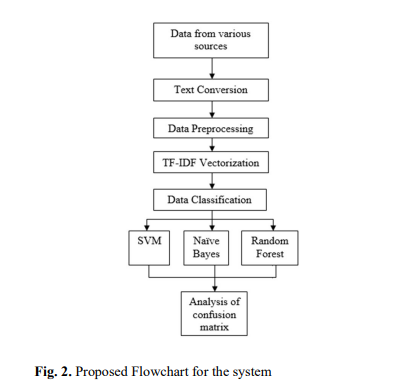 Data from various
sources
Text Conversion
Data Preprocessing
TF-IDF Vectorization
Data Classification
SVM
Naïve
Bayes
Random
Forest
Analysis of
confusion
matrix
Fig. 2. Proposed Flowchart for the system